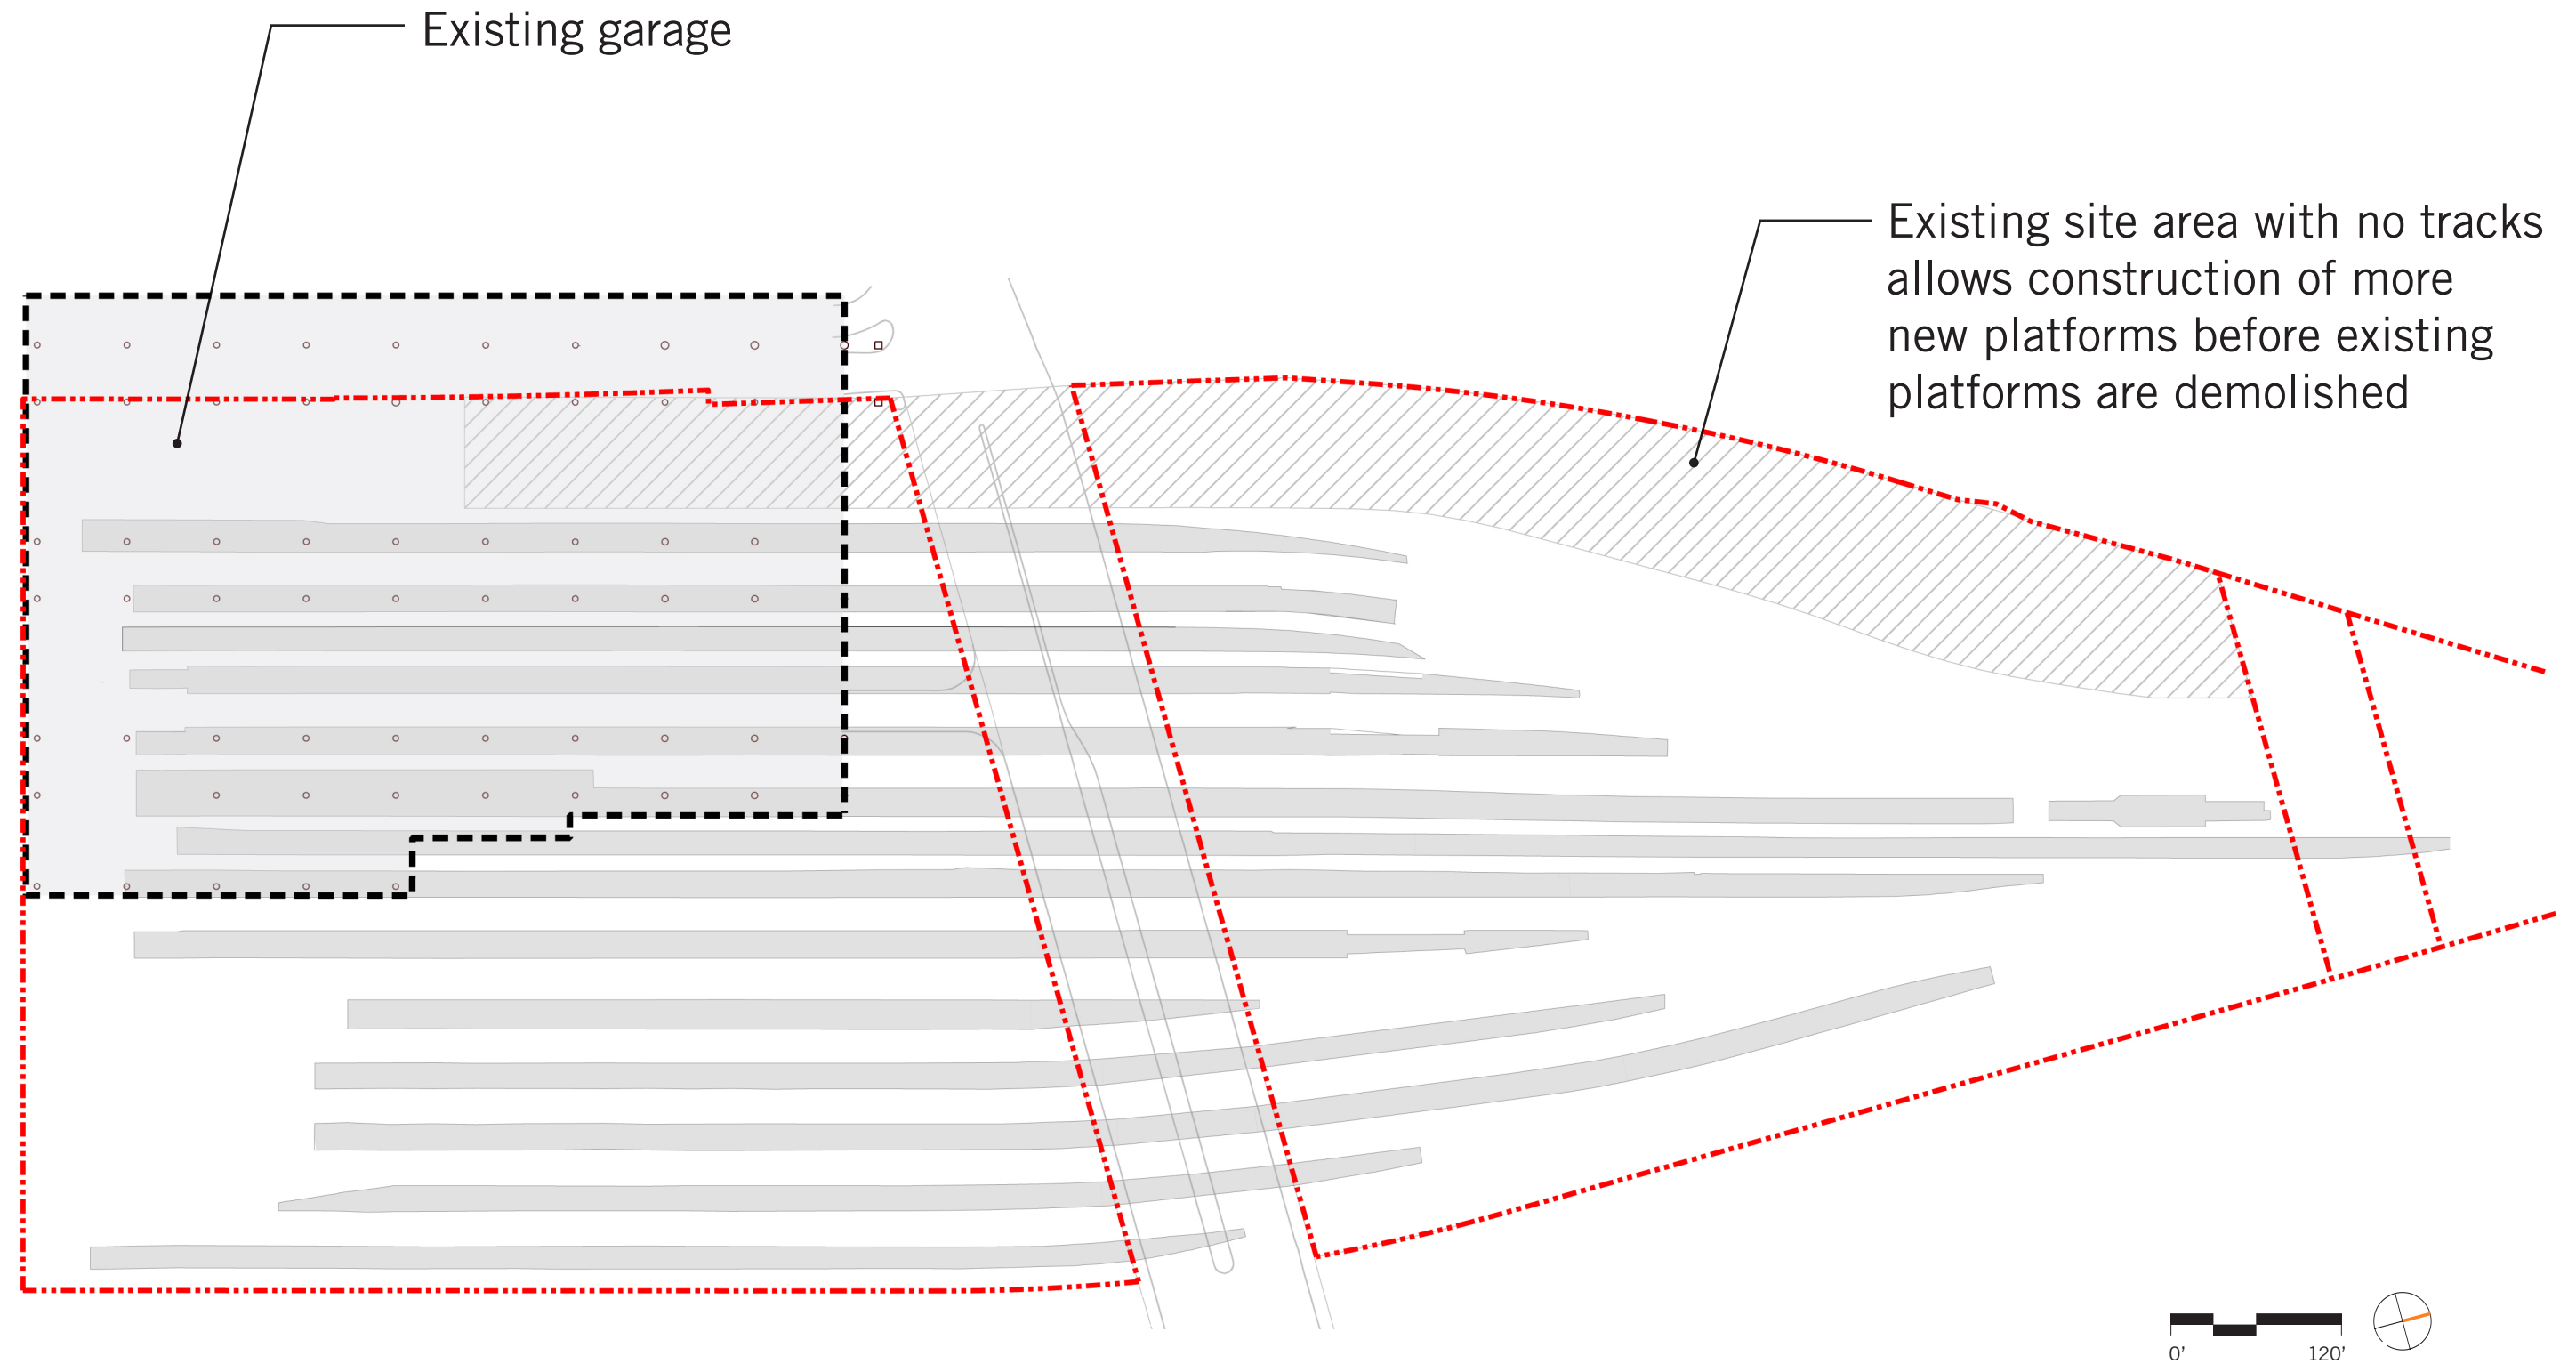 Existing garage
Existing site area with no tracks
allows construction of more
new platforms before existing
platforms are demolished
0'
120'